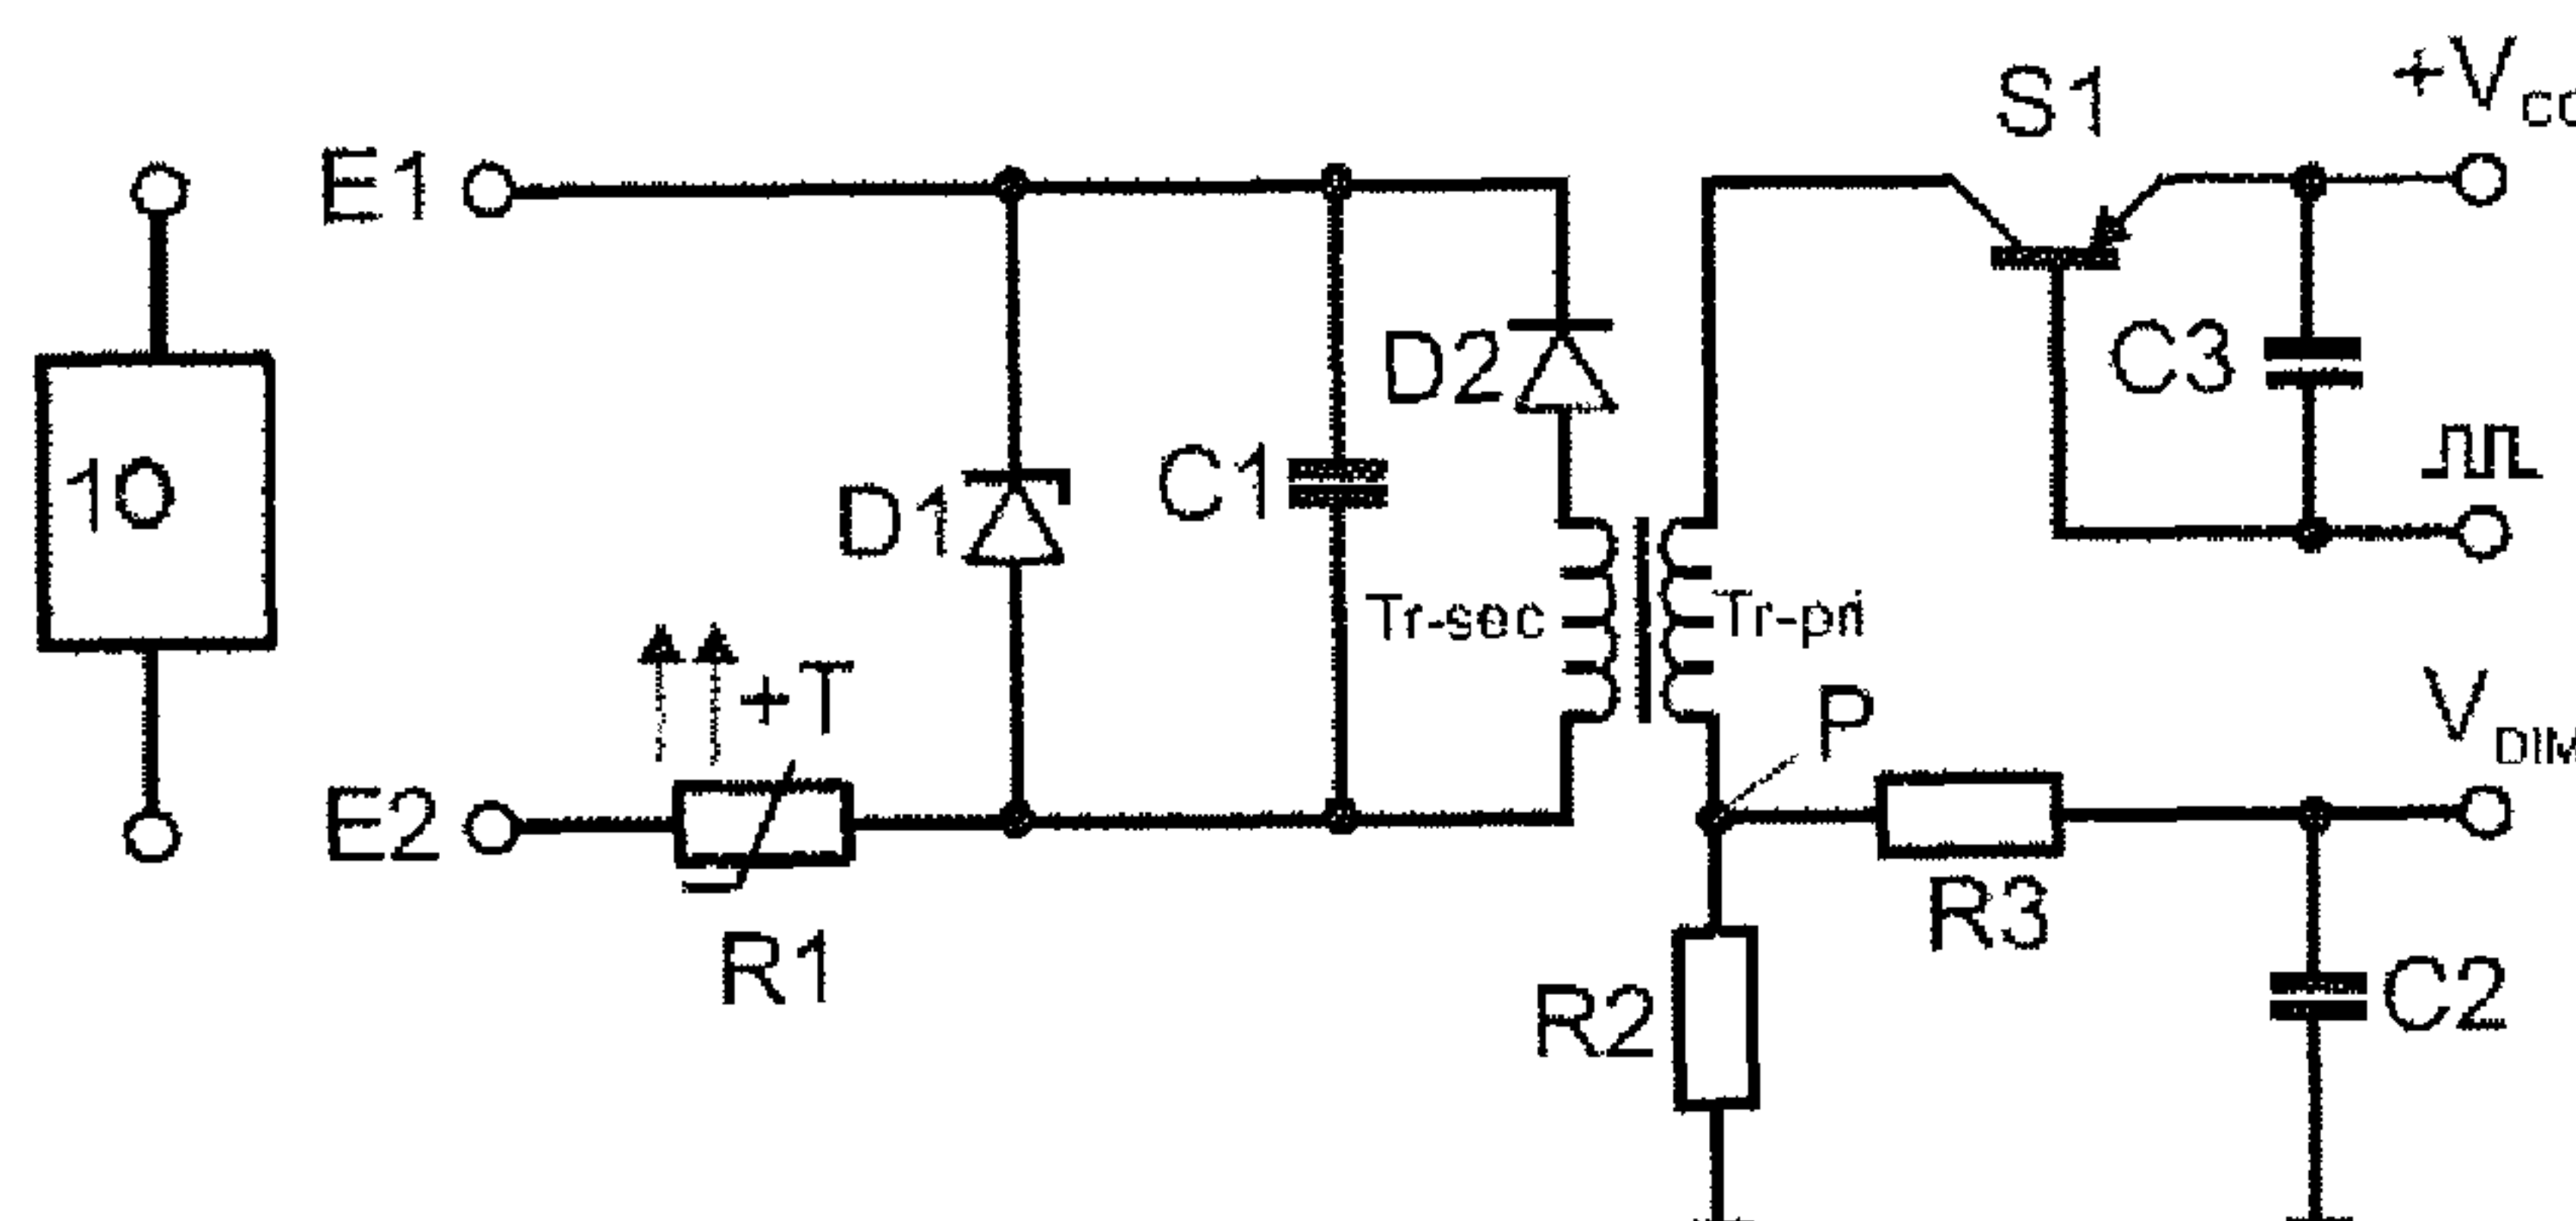 S1
+V
E1
D2
C3
10
D1
C1
Tr-sec
Tr-pri
+T
P
V
E2
R3
R1
R2
C2